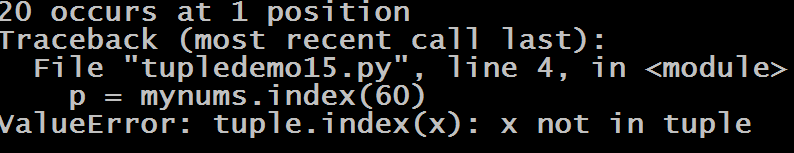 20 occurs at 1 position
Traceback (most recent call last):
  File "tupledemo15.py", line 4, in <module>
    p = mynums.index(60)
ValueError: tuple.index(x): x not in tuple